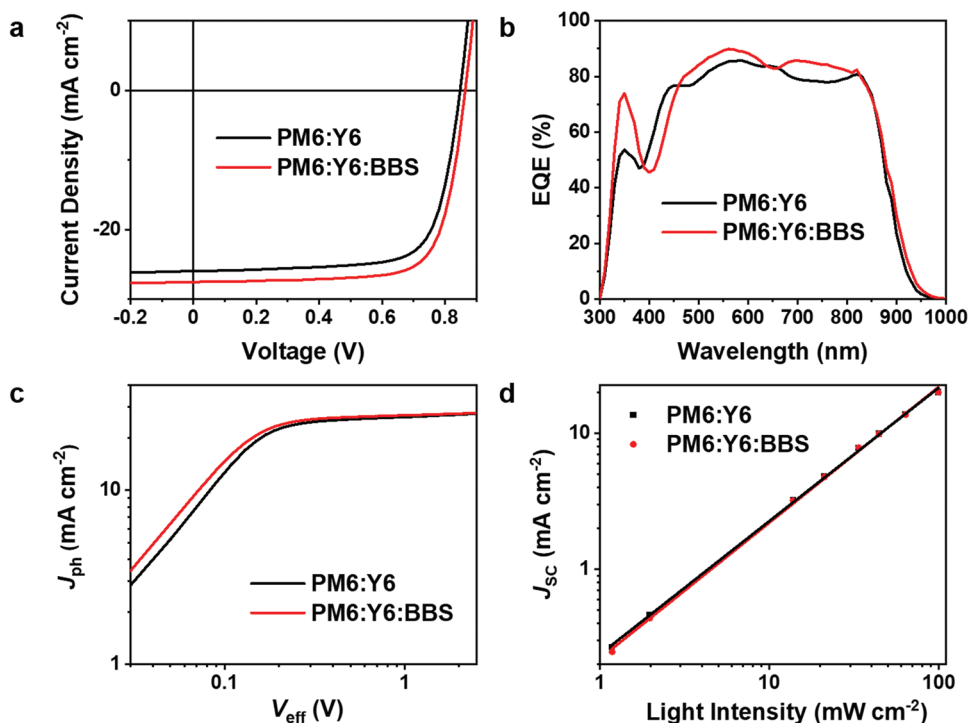 a
Current Density (mA cm⁻²)
0
-20
PM6:Y6
PM6:Y6:BBS
-0.2 0 0.2 0.4 0.6 0.8
Voltage (V)
b
EQE (%)
100
80
60
40
20
0
PM6:Y6
PM6:Y6:BBS
300 400 500 600 700 800 900 1000
Wavelength (nm)
c
Jph (mA cm⁻²)
10
1
PM6:Y6
PM6:Y6:BBS
0.1 1
Veff (V)
d
JSC (mA cm⁻²)
10
1
PM6:Y6
PM6:Y6:BBS
1 10 100
Light Intensity (mW cm⁻²)